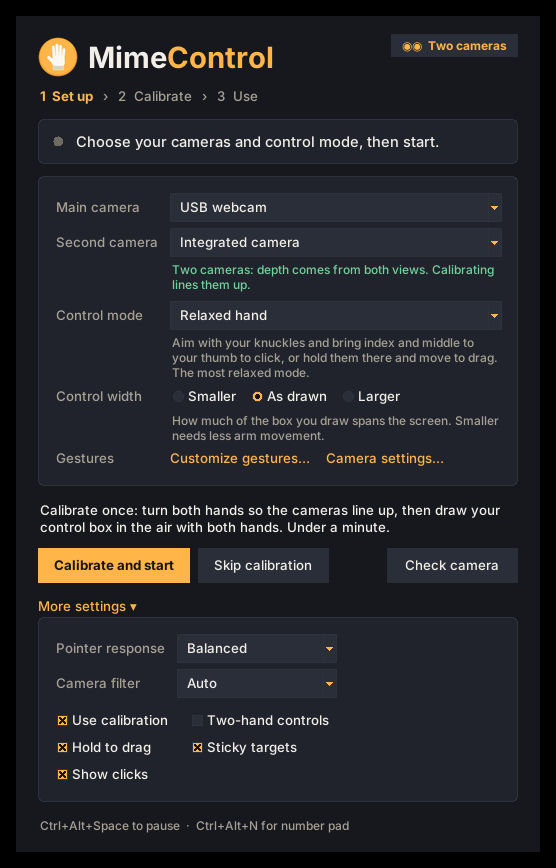 MimeControl
Two cameras
1 Set up › 2 Calibrate › 3 Use
Choose your cameras and control mode, then start.
Main camera USB webcam
Second camera Integrated camera
Two cameras: depth comes from both views. Calibrating
lines them up.
Control mode Relaxed hand
Aim with your knuckles and bring index and middle to
your thumb to click, or hold them there and move to drag.
The most relaxed mode.
Control width Smaller As drawn Larger
How much of the box you draw spans the screen. Smaller
needs less arm movement.
Gestures Customize gestures... Camera settings...
Calibrate once: turn both hands so the cameras line up, then draw your
control box in the air with both hands. Under a minute.
Calibrate and start Skip calibration Check camera
More settings ▾
Pointer response Balanced
Camera filter Auto
Use calibration Two-hand controls
Hold to drag Sticky targets
Show clicks
Ctrl+Alt+Space to pause · Ctrl+Alt+N for number pad